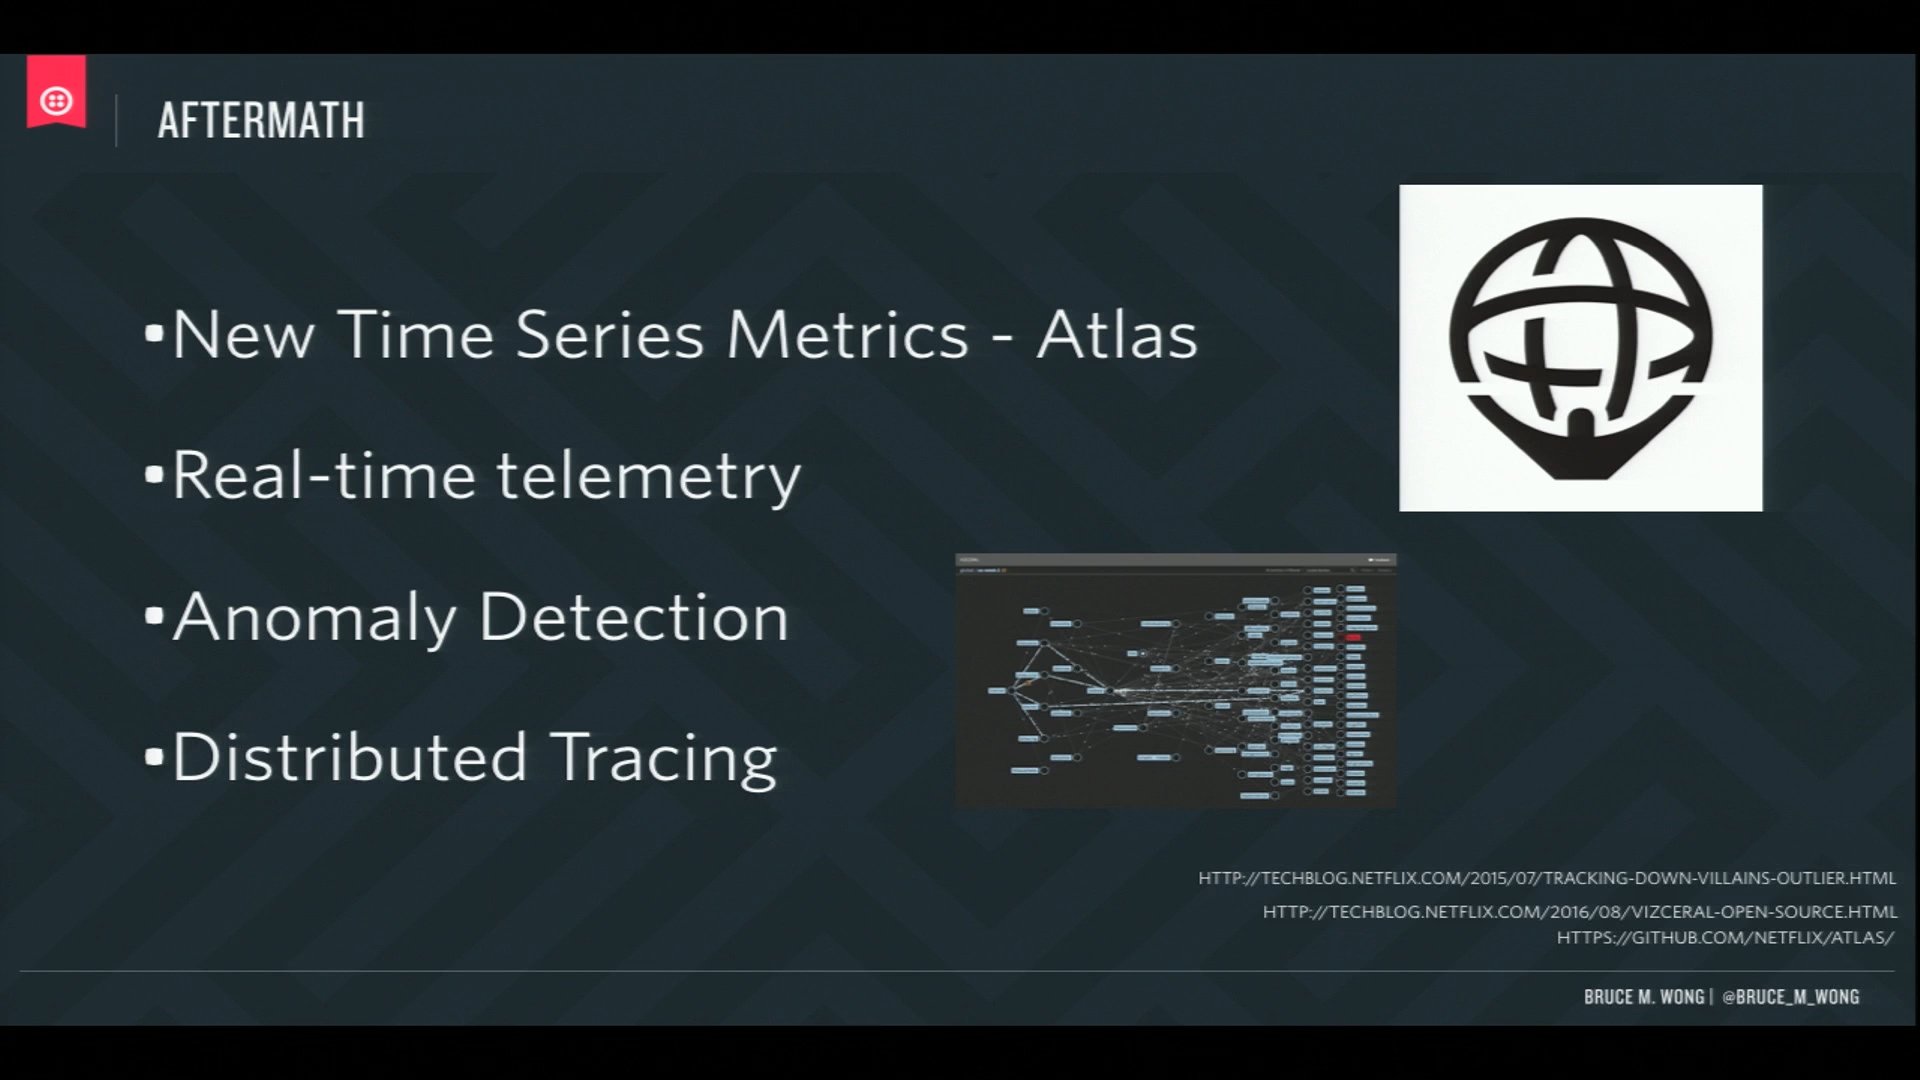 AFTERMATH
▪New Time Series Metrics - Atlas
▪Real-time telemetry
▪Anomaly Detection
▪Distributed Tracing
HTTP://TECHBLOG.NETFLIX.COM/2015/07/TRACKING-DOWN-VILLAINS-OUTLIER.HTML
HTTP://TECHBLOG.NETFLIX.COM/2016/08/VIZCERAL-OPEN-SOURCE.HTML
HTTPS://GITHUB.COM/NETFLIX/ATLAS/
BRUCE M. WONG | @BRUCE_M_WONG